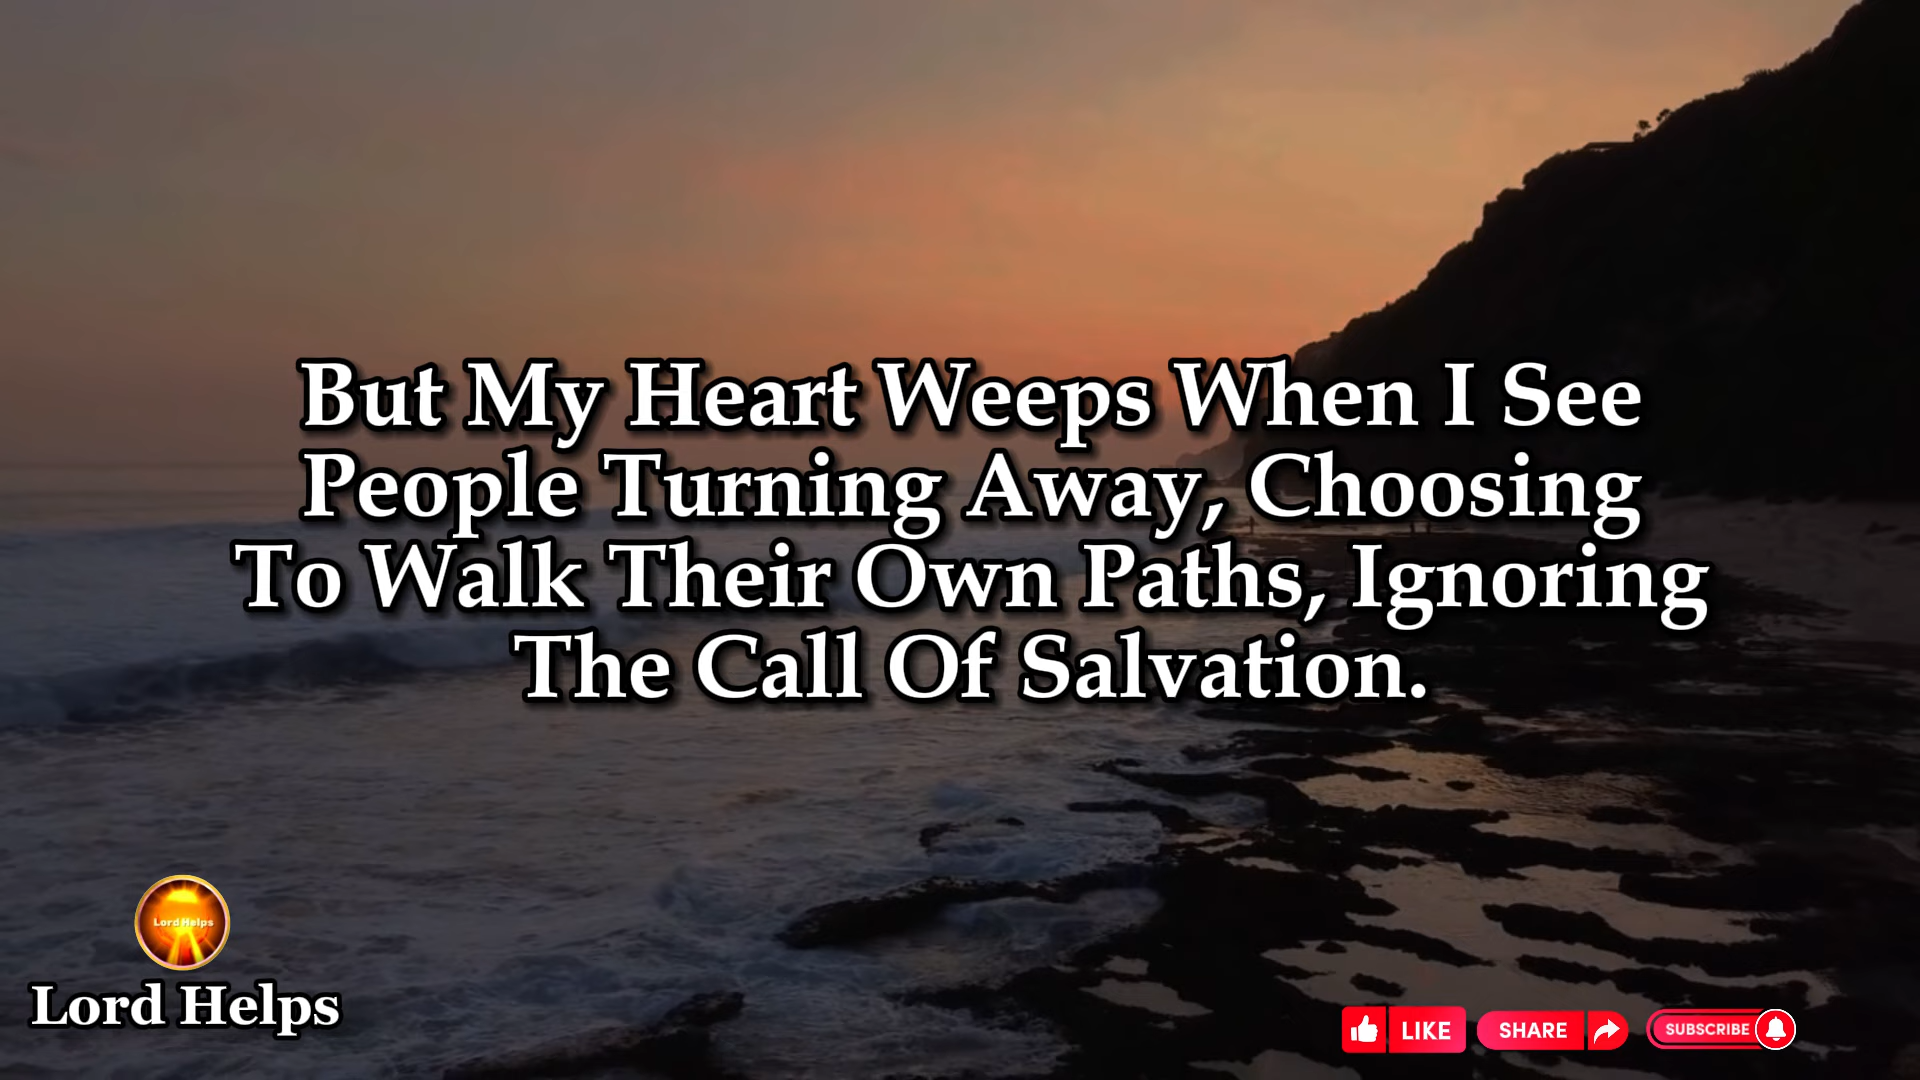 But My Heart Weeps When I See
People Turning Away, Choosing
To Walk Their Own Paths, Ignoring
The Call Of Salvation.
Lord Helps
Lord Helps
LIKE
SHARE
SUBSCRIBE